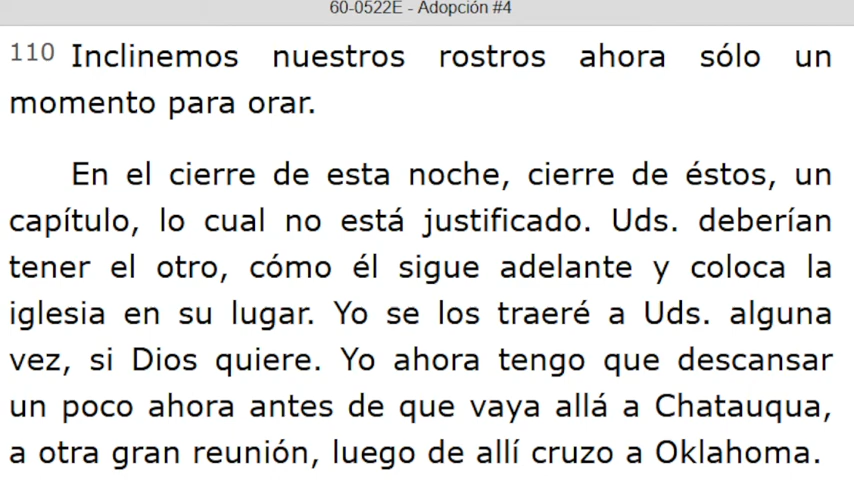 60-0522E - Adopción #4
110 Inclinemos nuestros rostros ahora sólo un
momento para orar.
En el cierre de esta noche, cierre de éstos, un
capítulo, lo cual no está justificado. Uds. deberían
tener el otro, cómo él sigue adelante y coloca la
iglesia en su lugar. Yo se los traeré a Uds. alguna
vez, si Dios quiere. Yo ahora tengo que descansar
un poco ahora antes de que vaya allá a Chatauqua,
a otra gran reunión, luego de allí cruzo a Oklahoma.